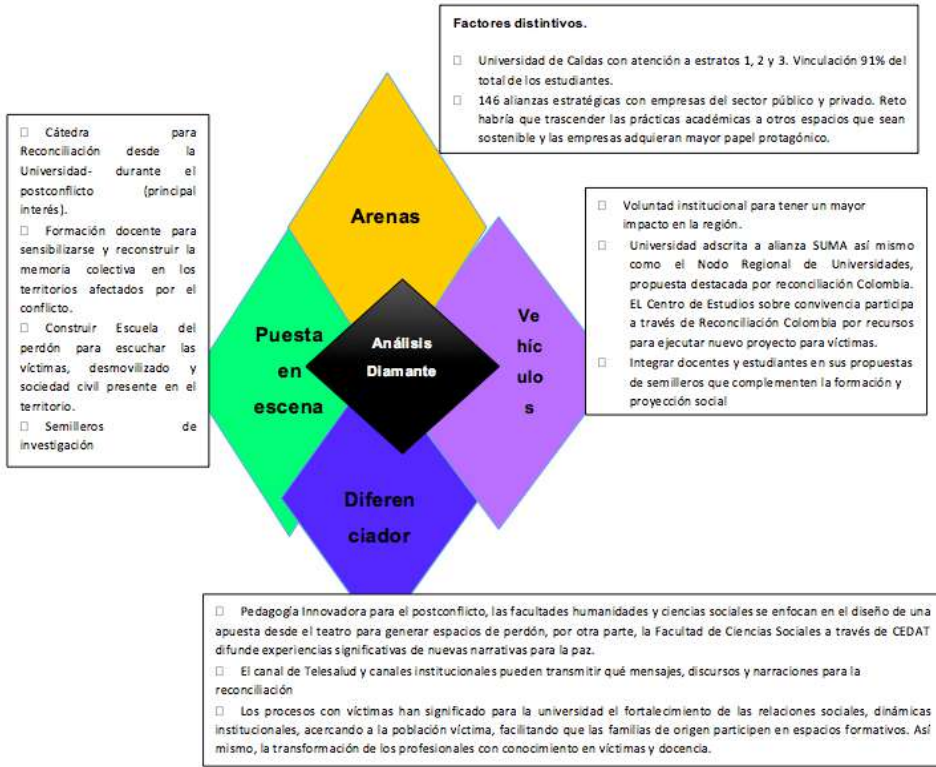 Factores distintivos.
☐ Universidad de Caldas con atención a estratos 1, 2 y 3. Vinculación 91% del
total de los estudiantes.
☐ 146 alianzas estratégicas con empresas del sector público y privado. Reto
habría que trascender las prácticas académicas a otros espacios que sean
sostenible y las empresas adquieran mayor papel protagónico.
☐ Cátedra para
Reconciliación desde la
Universidad- durante el
postconflicto (principal
interés).
☐ Formación docente para
sensibilizarse y reconstruir la
memoria colectiva en los
territorios afectados por el
conflicto.
☐ Construir Escuela del
perdón para escuchar las
víctimas, desmovilizado y
sociedad civil presente en el
territorio.
☐ Semilleros de
investigación
Arenas
Puesta
en
escena
Análisis
Diamante
Ve
híc
ulo
s
Diferen
ciador
☐ Voluntad institucional para tener un mayor
impacto en la región.
☐ Universidad adscrita a alianza SUMA así mismo
como el Nodo Regional de Universidades,
propuesta destacada por reconciliación Colombia.
EL Centro de Estudios sobre convivencia participa
a través de Reconciliación Colombia por recursos
para ejecutar nuevo proyecto para víctimas.
☐ Integrar docentes y estudiantes en sus propuestas
de semilleros que complementen la formación y
proyección social
☐ Pedagogía Innovadora para el postconflicto, las facultades humanidades y ciencias sociales se enfocan en el diseño de una
apuesta desde el teatro para generar espacios de perdón, por otra parte, la Facultad de Ciencias Sociales a través de CEDAT
difunde experiencias significativas de nuevas narrativas para la paz.
☐ El canal de Telesalud y canales institucionales pueden transmitir qué mensajes, discursos y narraciones para la
reconciliación
☐ Los procesos con víctimas han significado para la universidad el fortalecimiento de las relaciones sociales, dinámicas
institucionales, acercando a la población víctima, facilitando que las familias de origen participen en espacios formativos. Así
mismo, la transformación de los profesionales con conocimiento en víctimas y docencia.